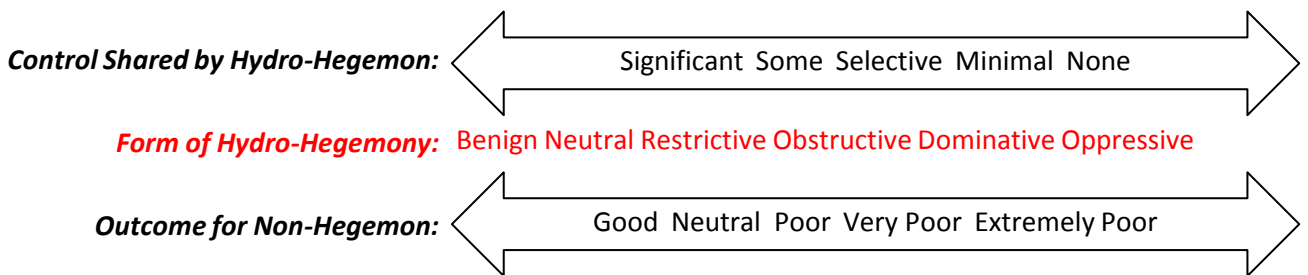 Control Shared by Hydro-Hegemon: Significant Some Selective Minimal None
Form of Hydro-Hegemony: Benign Neutral Restrictive Obstructive Dominative Oppressive
Outcome for Non-Hegemon: Good Neutral Poor Very Poor Extremely Poor